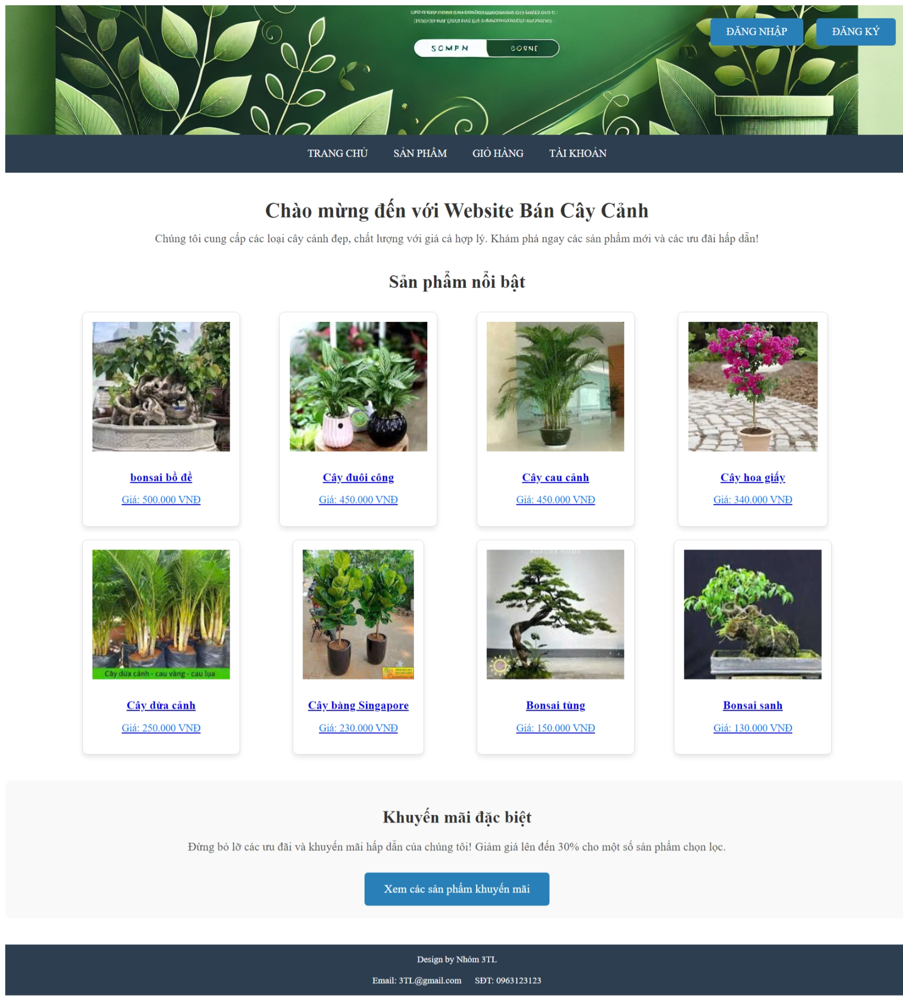 SOMPN
ĐĂNG NHẬP ĐĂNG KÝ
TRANG CHỦ SẢN PHẨM GIỎ HÀNG TÀI KHOẢN
Chào mừng đến với Website Bán Cây Cảnh
Chúng tôi cung cấp các loại cây cảnh đẹp, chất lượng với giá cả hợp lý. Khám phá ngay các sản phẩm mới và các ưu đãi hấp dẫn!
Sản phẩm nổi bật
bonsai bồ đề
Giá: 500.000 VNĐ
Cây đuôi công
Giá: 450.000 VNĐ
Cây cau cảnh
Giá: 450.000 VNĐ
Cây hoa giấy
Giá: 340.000 VNĐ
Cây dừa cảnh - cau vàng - cau lụa
Cây dừa cảnh
Giá: 250.000 VNĐ
Cây bàng Singapore
Giá: 230.000 VNĐ
AURORA HOME
Bonsai tùng
Giá: 150.000 VNĐ
Bonsai sanh
Giá: 130.000 VNĐ
Khuyến mãi đặc biệt
Đừng bỏ lỡ các ưu đãi và khuyến mãi hấp dẫn của chúng tôi! Giảm giá lên đến 30% cho một số sản phẩm chọn lọc.
Xem các sản phẩm khuyến mãi
Design by Nhóm 3TL
Email: 3TL@gmail.com SĐT: 0963123123